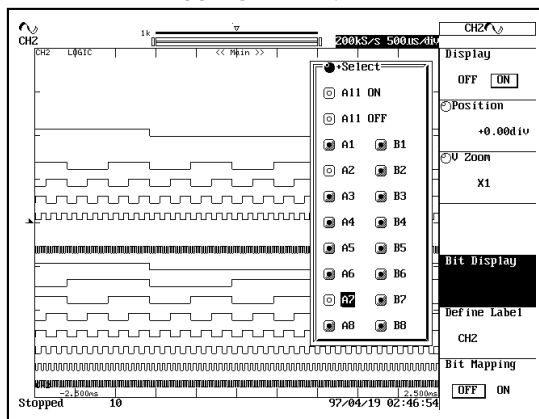 CH2
1k
200kS/s 500us/div
CH2 LOGIC
<< Main >>
Select
All ON
All OFF
A1 B1
A2 B2
A3 B3
A4 B4
A5 B5
A6 B6
A7 B7
A8 B8
CH2
Display
OFF ON
Position
+0.00div
V Zoom
X1
Bit Display
Define Label
CH2
Bit Mapping
OFF ON
-2.500ms
2.500ms
Stopped 10
97/04/19 02:46:54